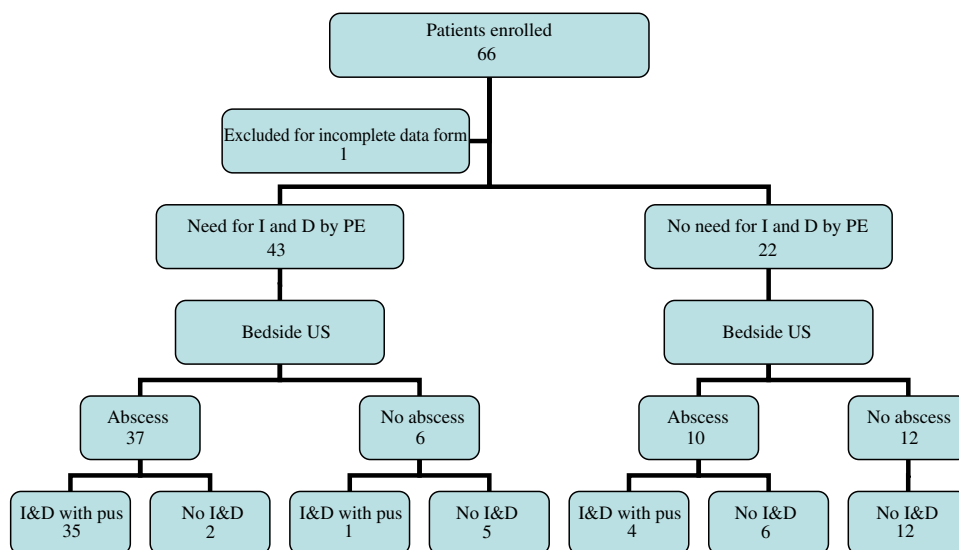 Patients enrolled
66
Excluded for incomplete data form
1
Need for I and D by PE
43
No need for I and D by PE
22
Bedside US
Bedside US
Abscess
37
No abscess
6
Abscess
10
No abscess
12
I&D with pus
35
No I&D
2
I&D with pus
1
No I&D
5
I&D with pus
4
No I&D
6
No I&D
12